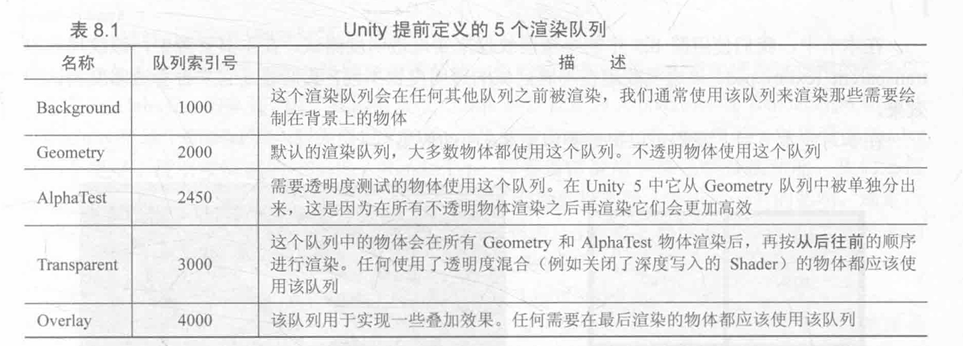 表 8.1 Unity 提前定义的 5 个渲染队列
名称 队列索引号 描 述
Background 1000 这个渲染队列会在任何其他队列之前被渲染，我们通常使用该队列来渲染那些需要绘
制在背景上的物体
Geometry 2000 默认的渲染队列，大多数物体都使用这个队列。不透明物体使用这个队列
AlphaTest 2450 需要透明度测试的物体使用这个队列。在 Unity 5 中它从 Geometry 队列中被单独分出
来，这是因为在所有不透明物体渲染之后再渲染它们会更加高效
Transparent 3000 这个队列中的物体会在所有 Geometry 和 AlphaTest 物体渲染后，再按从后往前的顺序
进行渲染。任何使用了透明度混合（例如关闭了深度写入的 Shader）的物体都应该使
用该队列
Overlay 4000 该队列用于实现一些叠加效果。任何需要在最后渲染的物体都应该使用该队列